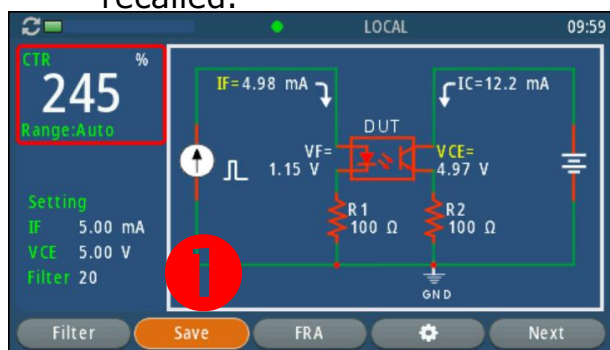 recalled.
LOCAL 09:59
CTR %
245
Range:Auto
IF=4.98 mA
IC=12.2 mA
DUT
VF=
1.15 V
VCE=
4.97 V
R1
100 Ω
R2
100 Ω
GND
Setting
IF 5.00 mA
VCE 5.00 V
Filter 20
1
Filter Save FRA Next